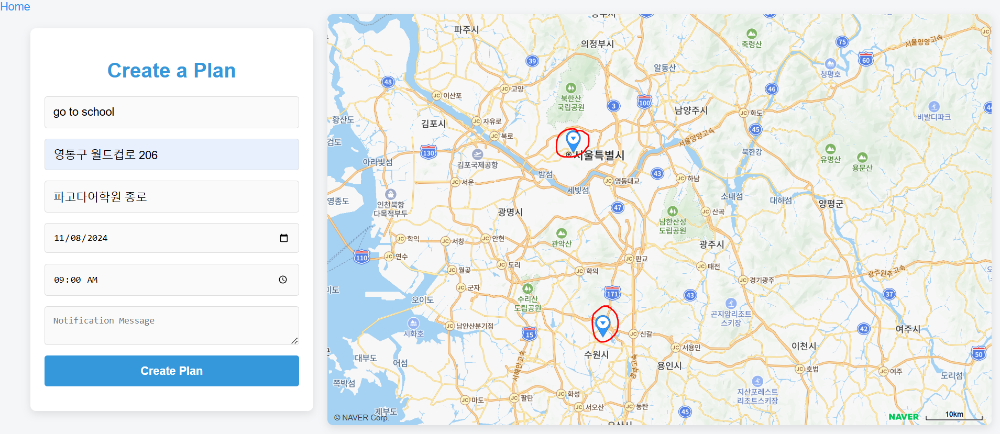 Home
Create a Plan
go to school
영통구 월드컵로 206
파고다어학원 종로
11/08/2024
09:00 AM
Notification Message
Create Plan
파주시
의정부시
축령산
75
JC
서울양양고속
60
39
알동산
청평호
48
JC 고양
JC 이산포
북한산
국립공원
3
100
46
남양주시
JC 화도
비발디파크
황산도
김포시
JC 자유로
45
JC 북로
서울양양고속
검도
130
아라빛섬
김포국제공항
서울특별시
북한강
유명산
용문산
밤섬
43
JC 서운
세빛섬
JC 영동대교
JC 하남
영종도
인천북항
다목적부두
광명시
47
소내섬
대하섬
양평군
JC 산곡
남한산성
도립공원
관악산
JC 학익
JC 서창
JC 안현
광주시
110
JC 연수
JC 판교
JC 월곶
JC 도리
JC 학의
JC 태전
광주원주고속
JC 경기광주
미도
JC 군자
오이도
수리산
도립공원
171
43
37
곤지암리조트
스키장
시화호
JC 남안산분기점
15
JC 신갈
42
여주시
수원시
JC 서용인
이천시
50
대부도
어섬
서해안고속
경부고속
용인시
JC 호법
JC 여주
도리섬
쪽박섬
지산포레스트
리조트스키장
JC 마도
JC 팔탄
JC 화성
JC 서오산
JC 동탄
45
제부도
© NAVER Corp.
오산시
NAVER
10km